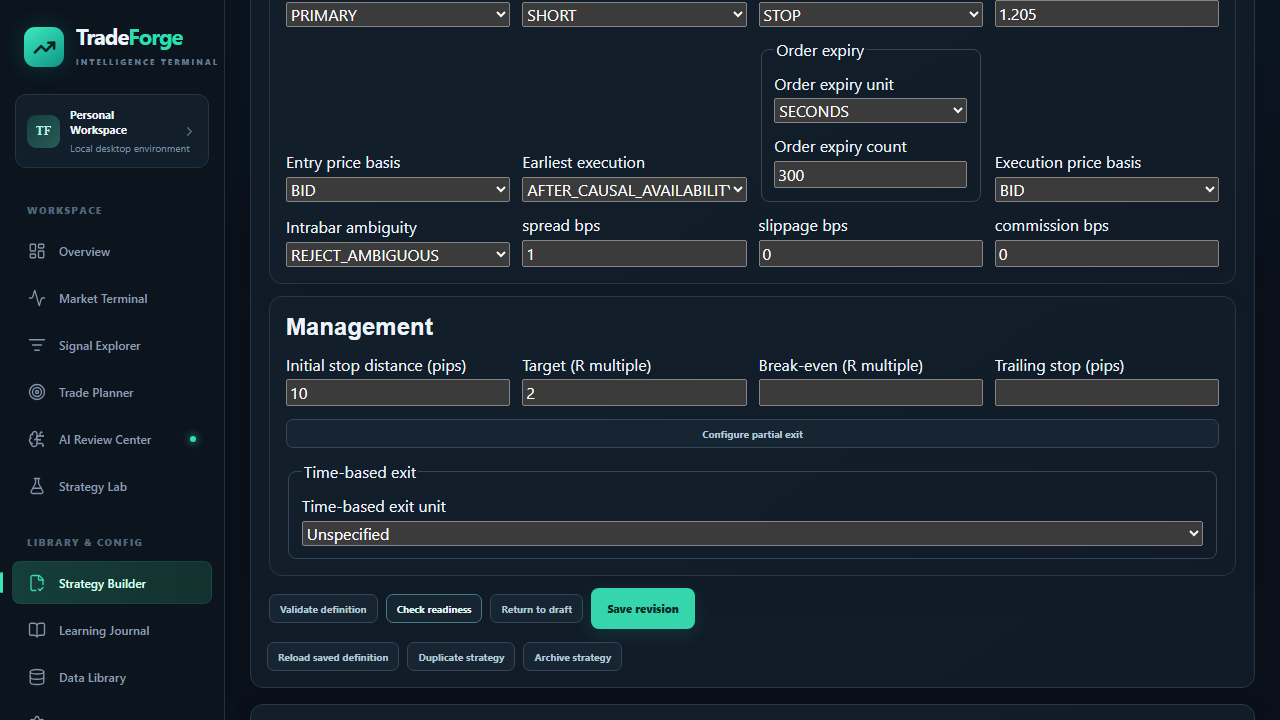 TradeForge
INTELLIGENCE TERMINAL
TF
Personal
Workspace
Local desktop environment
WORKSPACE
Overview
Market Terminal
Signal Explorer
Trade Planner
AI Review Center
Strategy Lab
LIBRARY & CONFIG
Strategy Builder
Learning Journal
Data Library
PRIMARY
SHORT
STOP
1.205
Order expiry
Order expiry unit
SECONDS
Order expiry count
300
Entry price basis
BID
Earliest execution
AFTER_CAUSAL_AVAILABILITY
Execution price basis
BID
Intrabar ambiguity
REJECT_AMBIGUOUS
spread bps
1
slippage bps
0
commission bps
0
Management
Initial stop distance (pips)
10
Target (R multiple)
2
Break-even (R multiple)
Trailing stop (pips)
Configure partial exit
Time-based exit
Time-based exit unit
Unspecified
Validate definition
Check readiness
Return to draft
Save revision
Reload saved definition
Duplicate strategy
Archive strategy